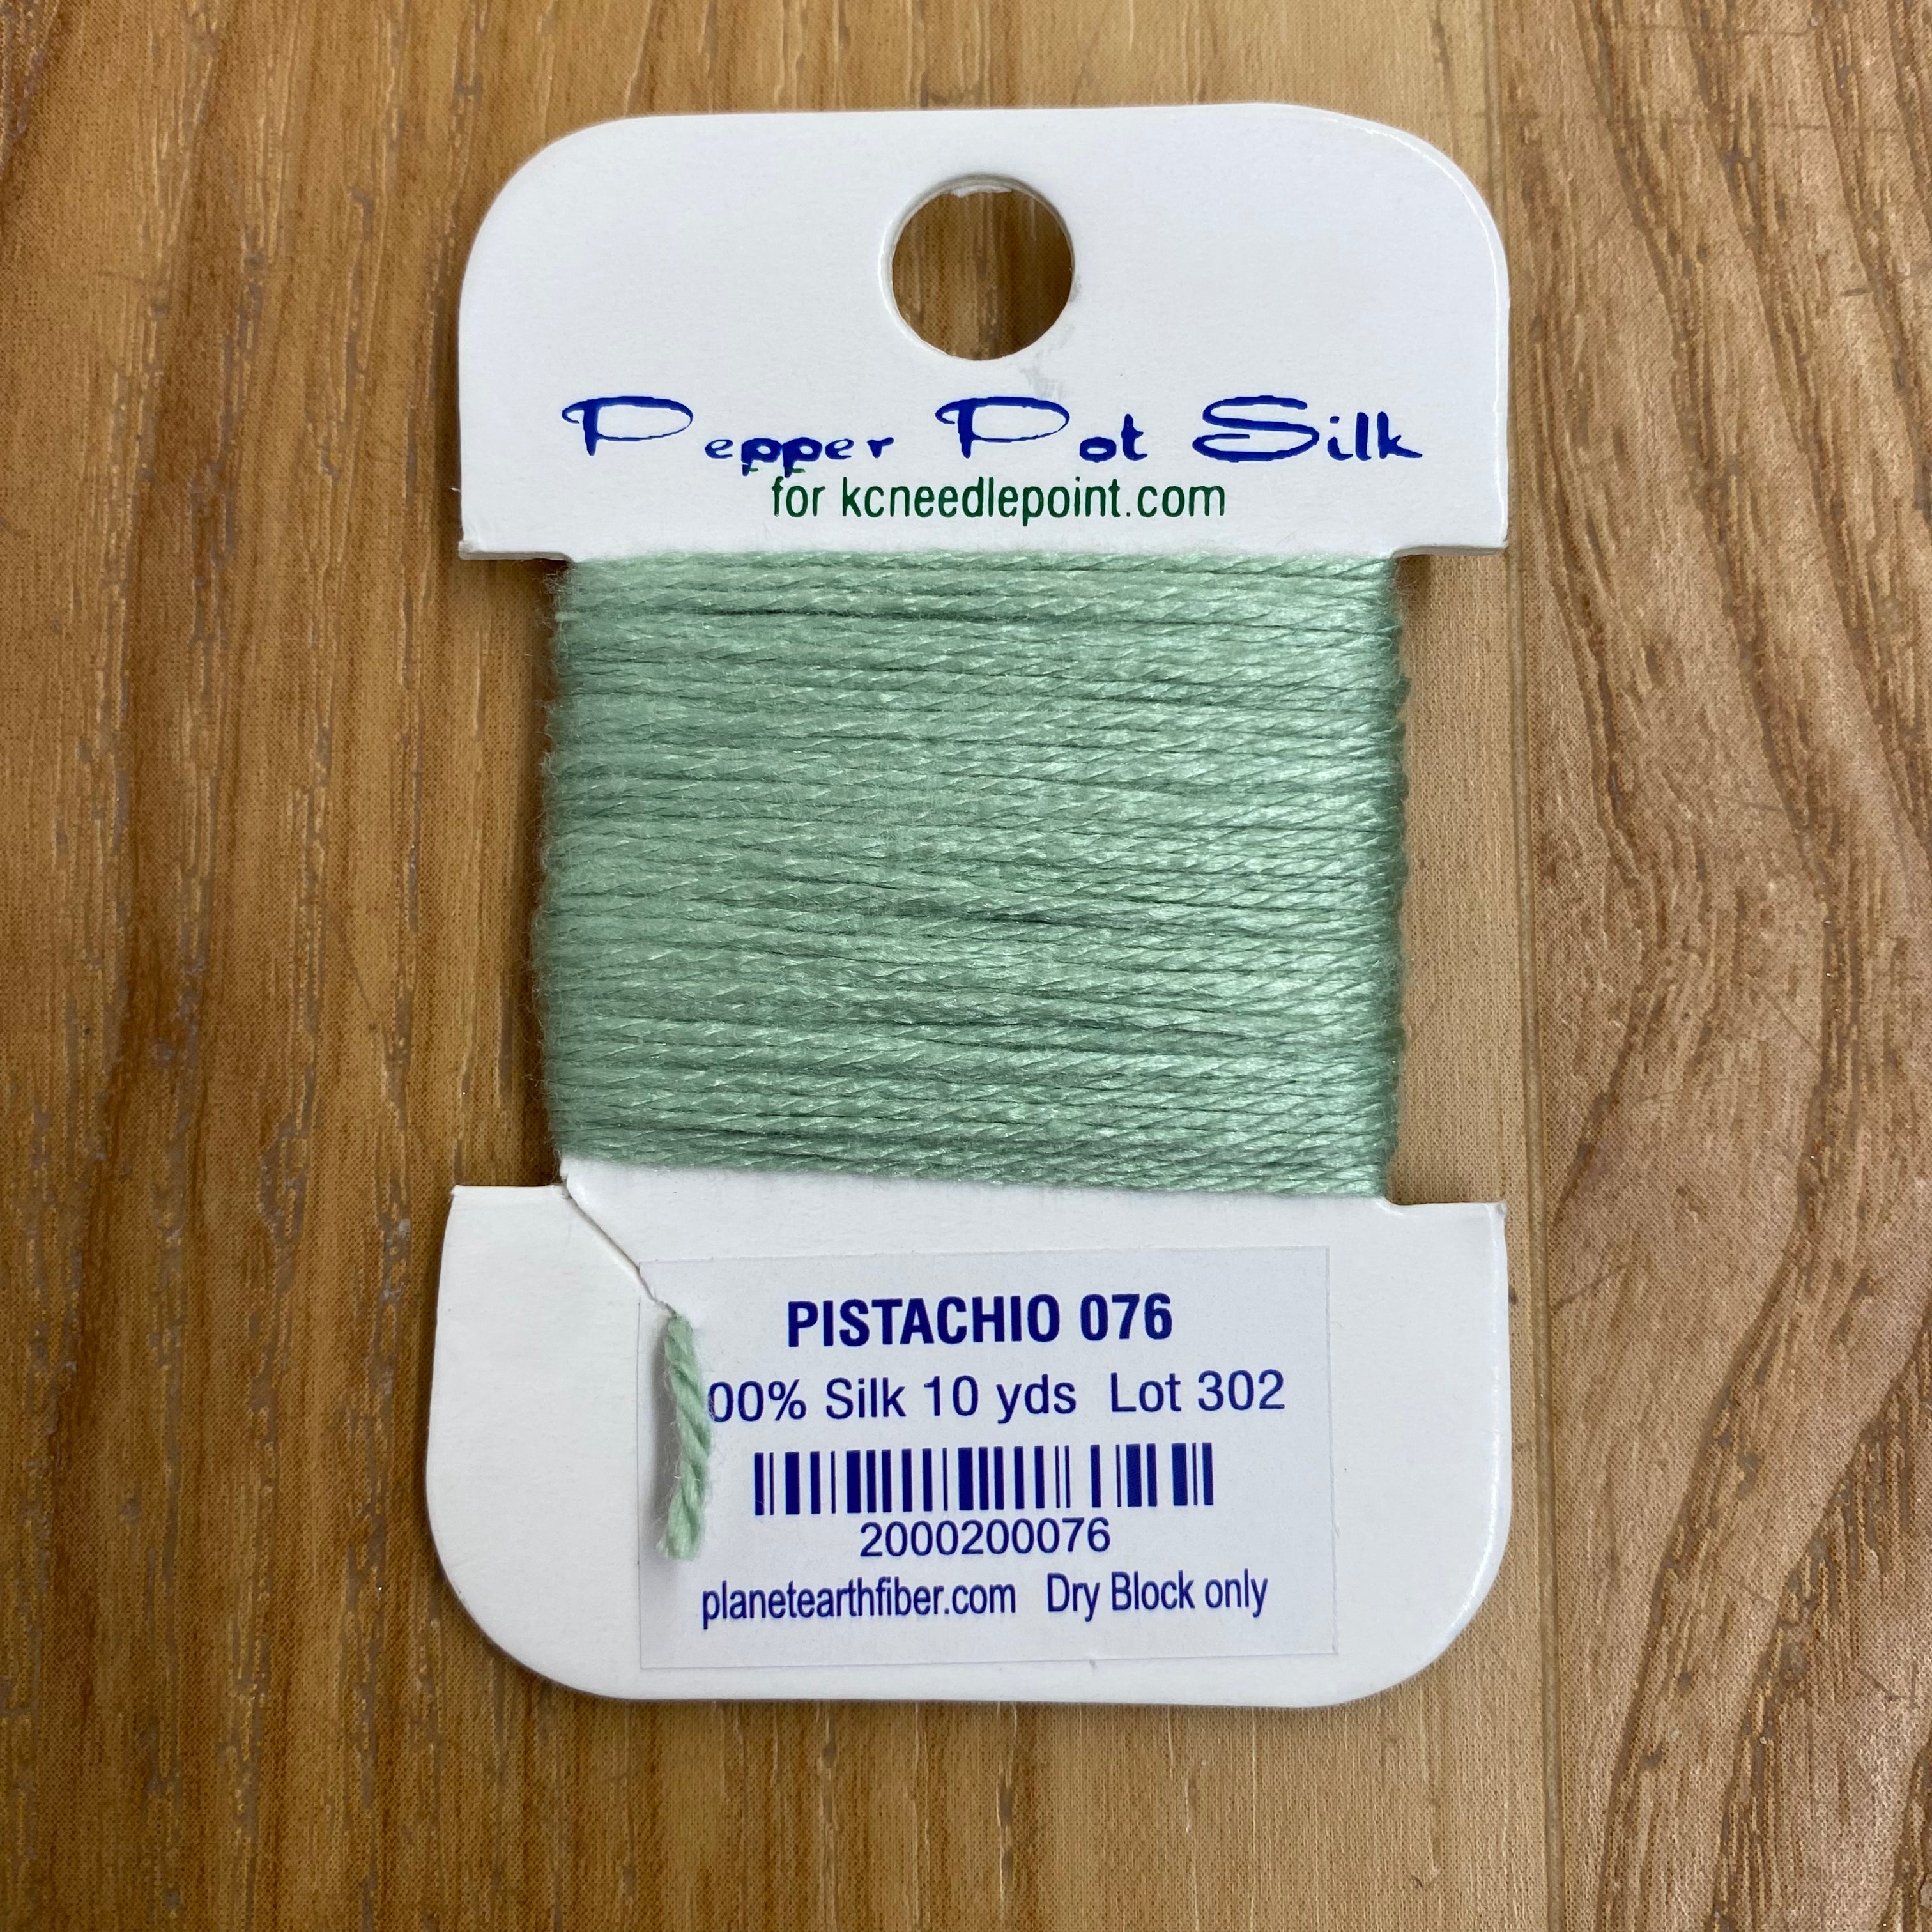 Pepper Pot Silk
for kcneedlepoint.com
PISTACHIO 076
00% Silk 10 yds Lot 302
2000200076
planetearthfiber.com Dry Block only